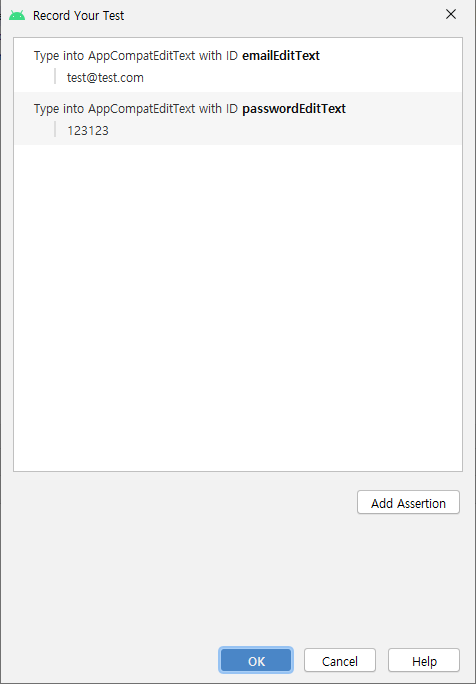 Record Your Test
Type into AppCompatEditText with ID emailEditText
test@test.com
Type into AppCompatEditText with ID passwordEditText
123123
Add Assertion
OK
Cancel
Help